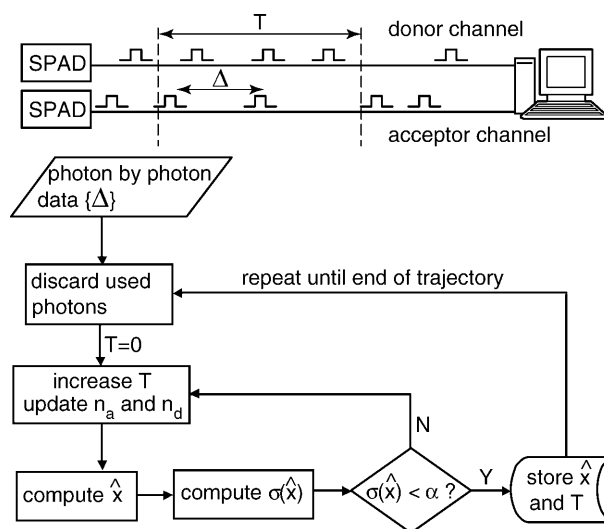 T
donor channel
SPAD
Δ
SPAD
acceptor channel
photon by photon
data {Δ}
discard used
photons
repeat until end of trajectory
T=0
increase T
update nₐ and n_d
N
compute x̂
compute σ(x̂)
σ(x̂) < α ?
Y
store x̂
and T